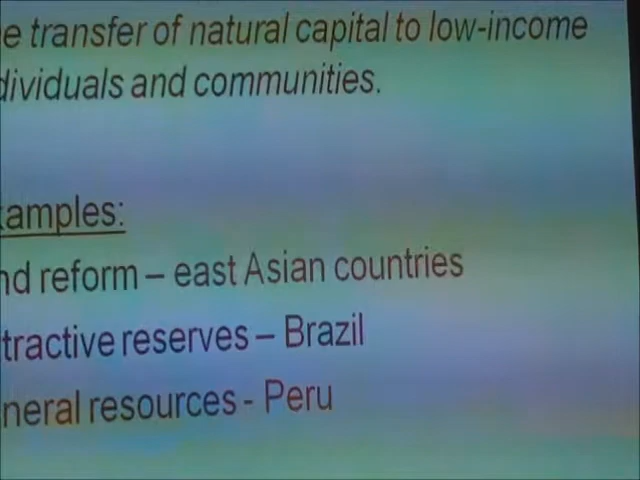 e transfer of natural capital to low-income
dividuals and communities.
xamples:
nd reform – east Asian countries
tractive reserves – Brazil
neral resources - Peru